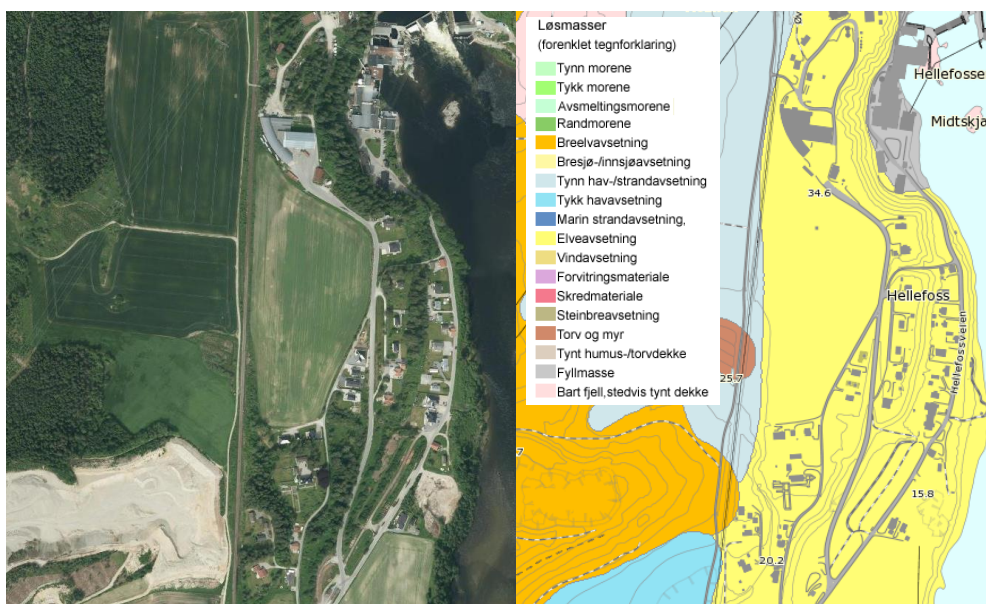 Løsmasser
(forenklet tegnforklaring)
Tynn morene
Tykk morene
Avsmeltingsmorene
Randmorene
Breelvavsetning
Bresjø-/innsjøavsetning
Tynn hav-/strandavsetning
Tykk havavsetning
Marin strandavsetning,
Elveavsetning
Vindavsetning
Forvitringsmateriale
Skredmateriale
Steinbreavsetning
Torv og myr
Tynt humus-/torvdekke
Fyllmasse
Bart fjell,stedvis tynt dekke
Hellefosse
Midtskja
34.6
Hellefoss
Hellefossveien
25.7
7
15.8
20.2